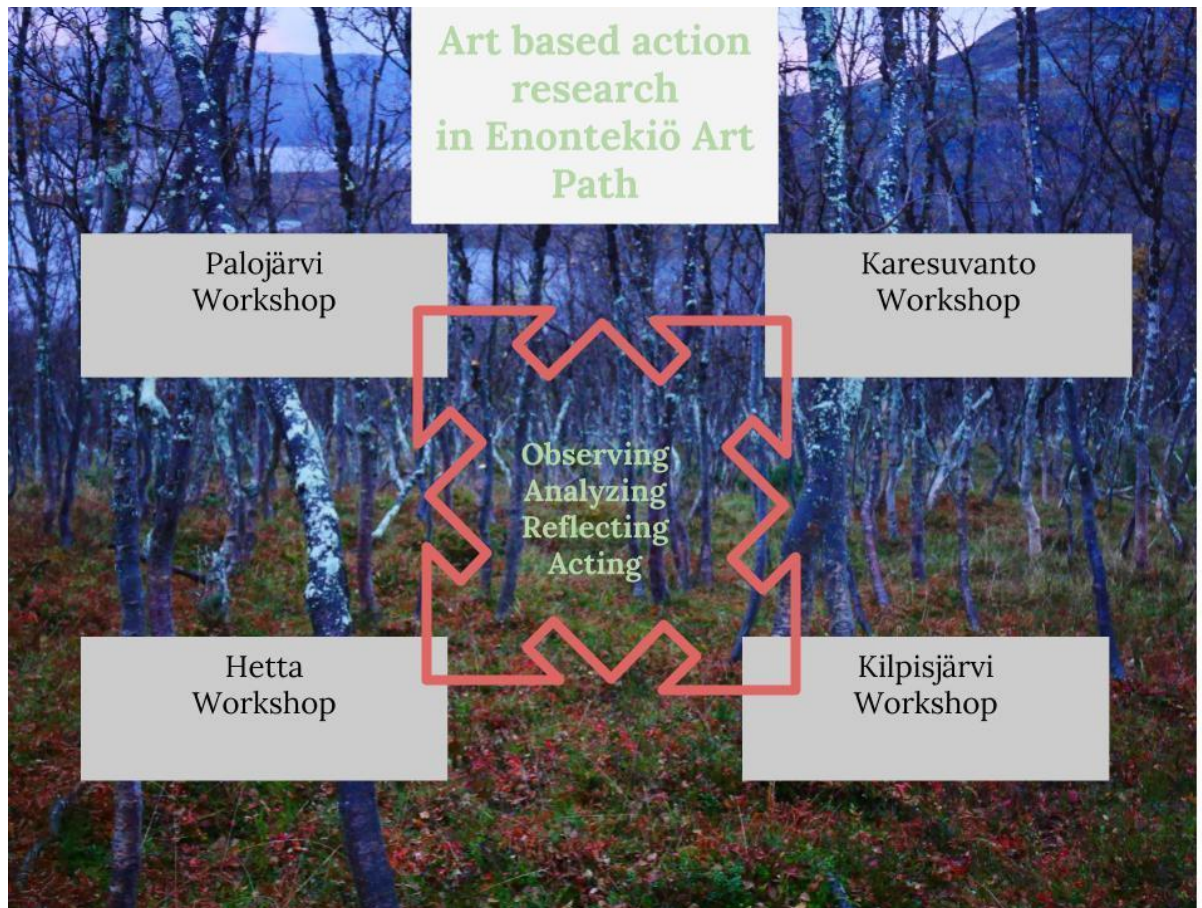 Art based action
research
in Enontekiö Art
Path
Palojärvi
Workshop
Karesuvanto
Workshop
Observing
Analyzing
Reflecting
Acting
Hetta
Workshop
Kilpisjärvi
Workshop